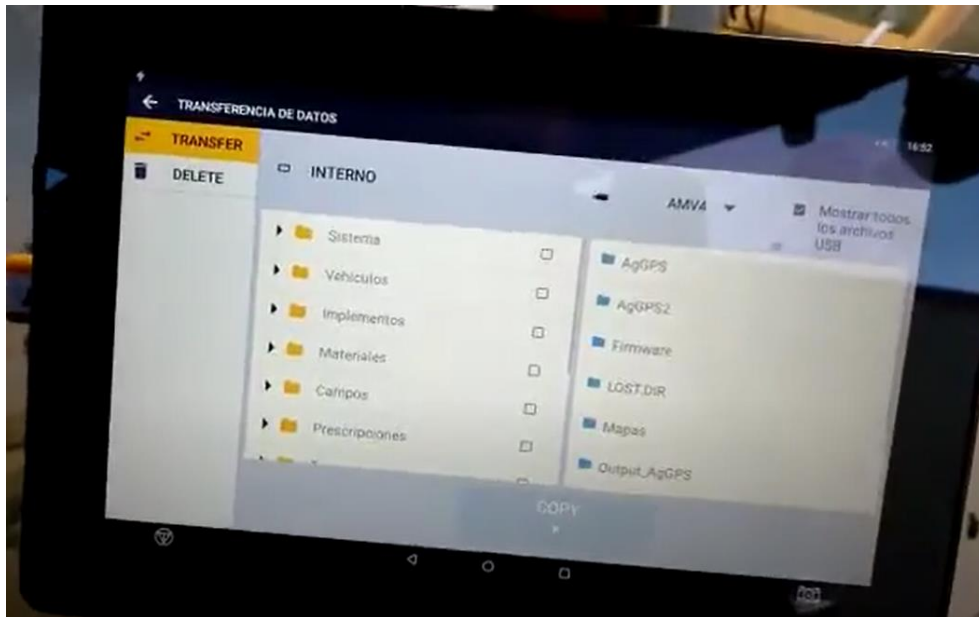 TRANSFERENCIA DE DATOS
16:52
TRANSFER
DELETE
INTERNO
AMV4
Mostrar todos
los archivos
USB
Sistema
Vehículos
Implementos
Materiales
Campos
Prescripciones
AgGPS
AgGPS2
Firmware
LOST.DIR
Mapas
Output_AgGPS
COPY